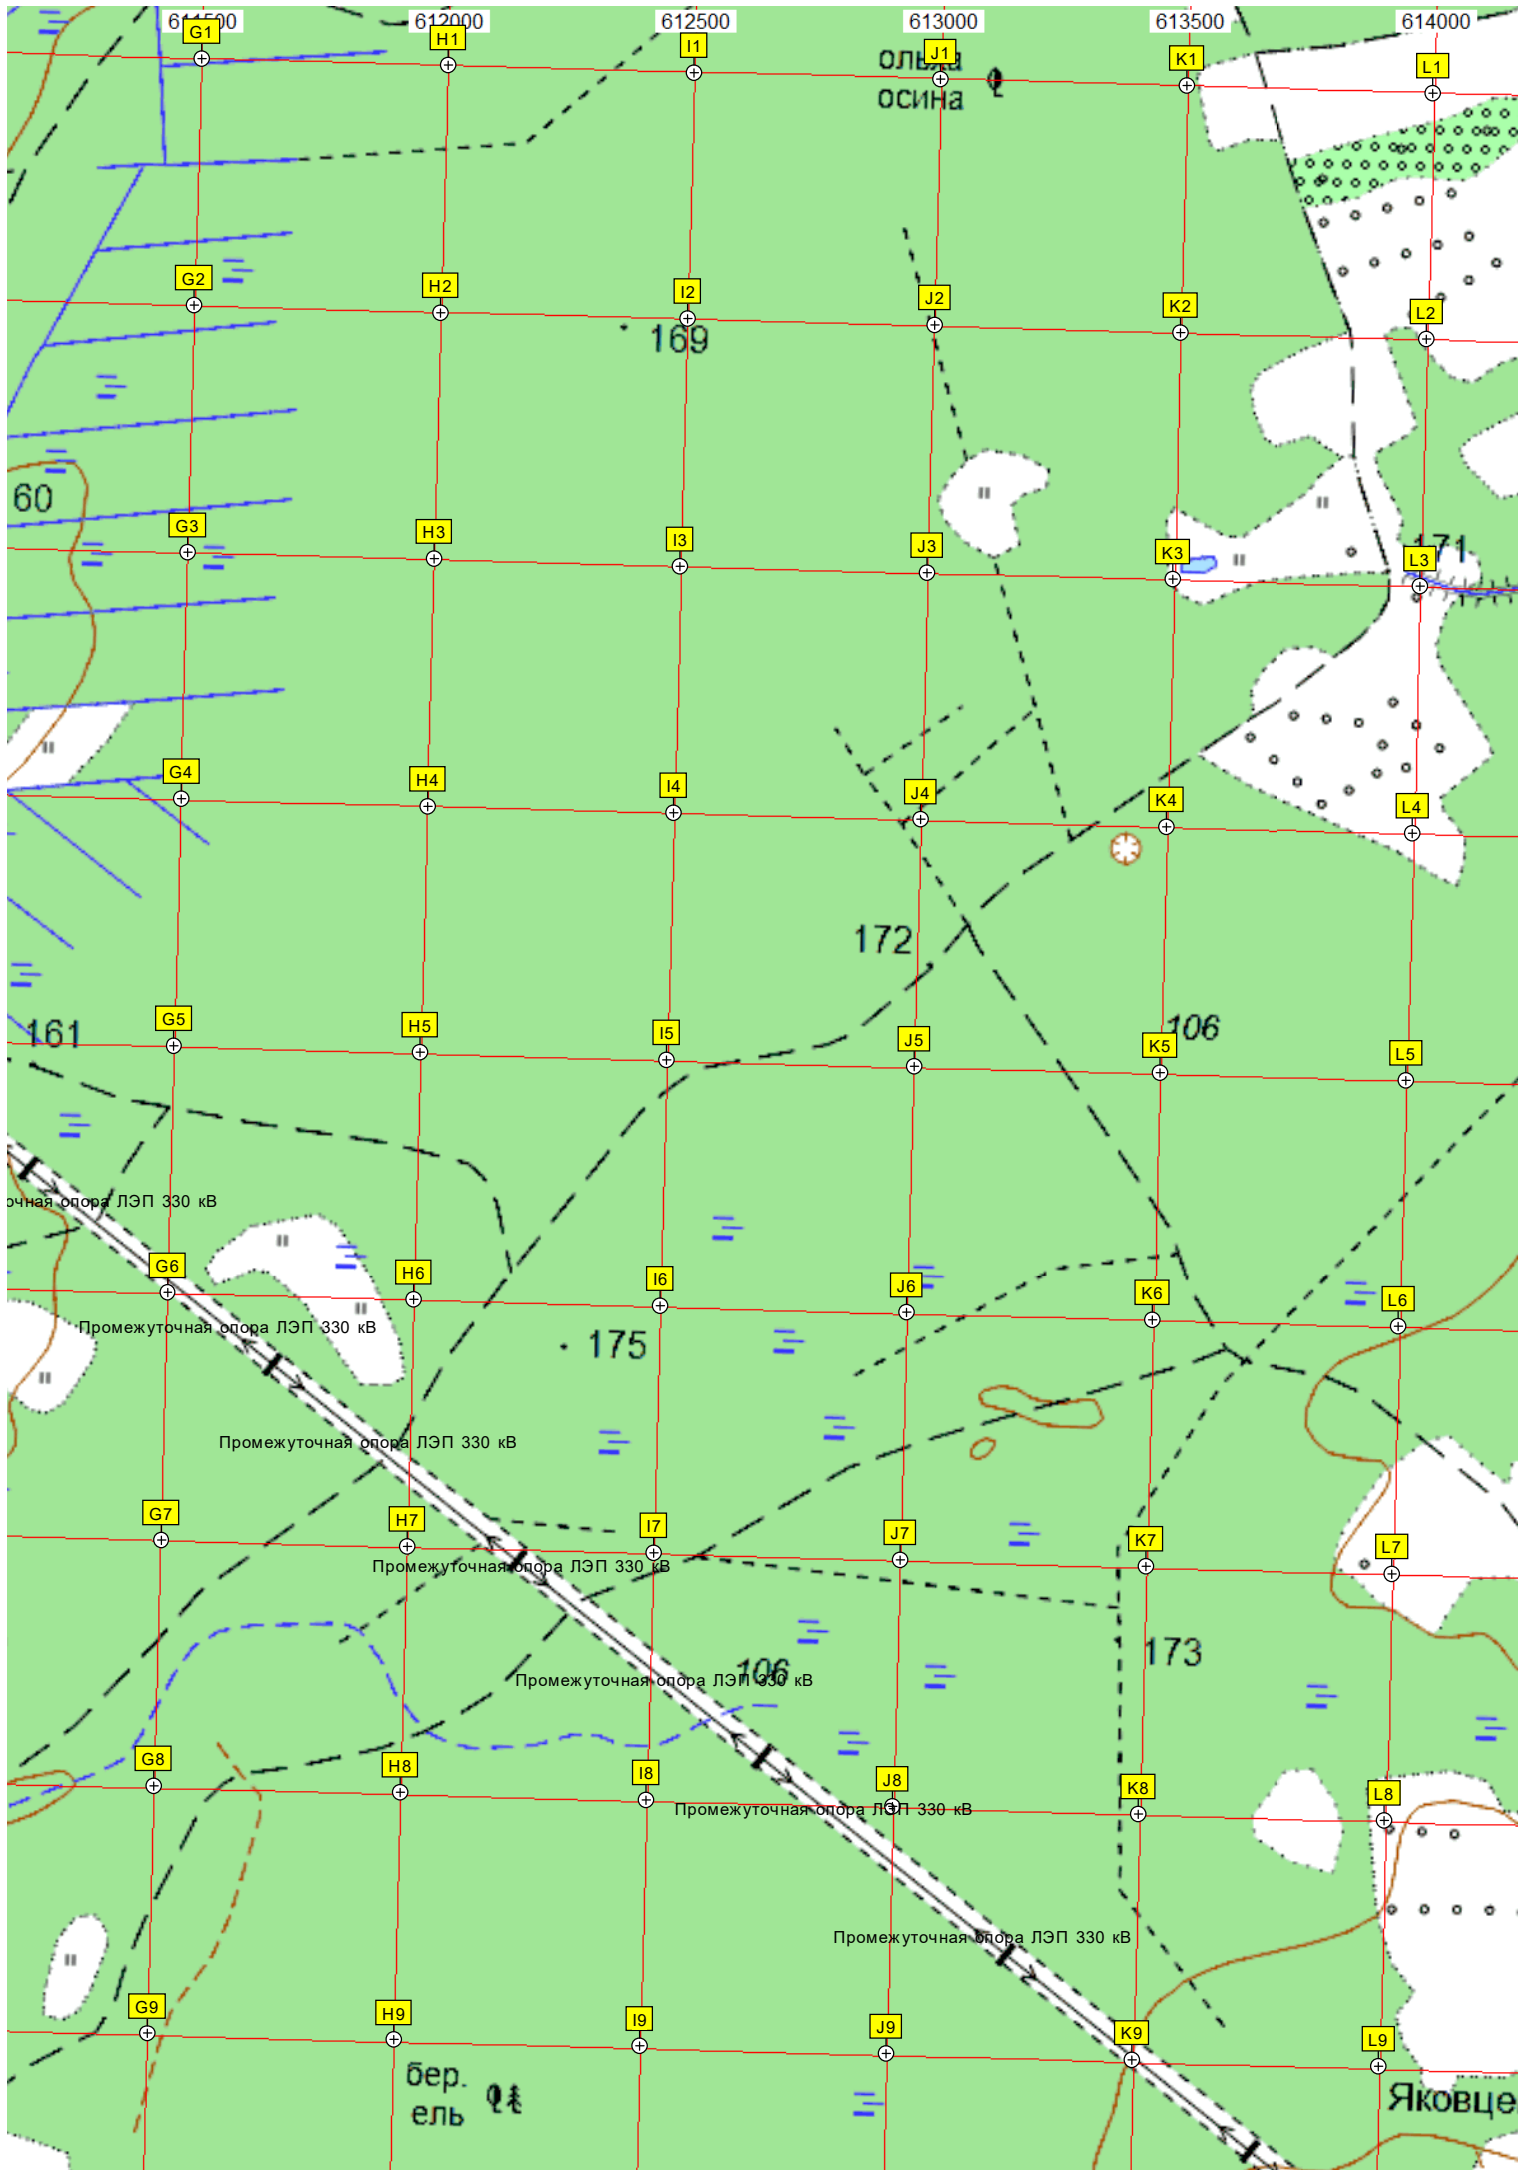 611500 612000 612500 613000 613500 614000
G1 H1 I1 J1 K1 L1
ольха
осина
G2 H2 I2 J2 K2 L2
169
60
G3 H3 I3 J3 K3 L3
171
G4 H4 I4 J4 K4 L4
172
161
G5 H5 I5 J5 K5 L5
106
очная опора ЛЭП 330 кВ
G6 H6 I6 J6 K6 L6
Промежуточная опора ЛЭП 330 кВ
175
Промежуточная опора ЛЭП 330 кВ
G7 H7 I7 J7 K7 L7
Промежуточная опора ЛЭП 330 кВ
173
106
Промежуточная опора ЛЭП 330 кВ
G8 H8 I8 J8 K8 L8
Промежуточная опора ЛЭП 330 кВ
Промежуточная опора ЛЭП 330 кВ
G9 H9 I9 J9 K9 L9
бер.
ель
Яковце